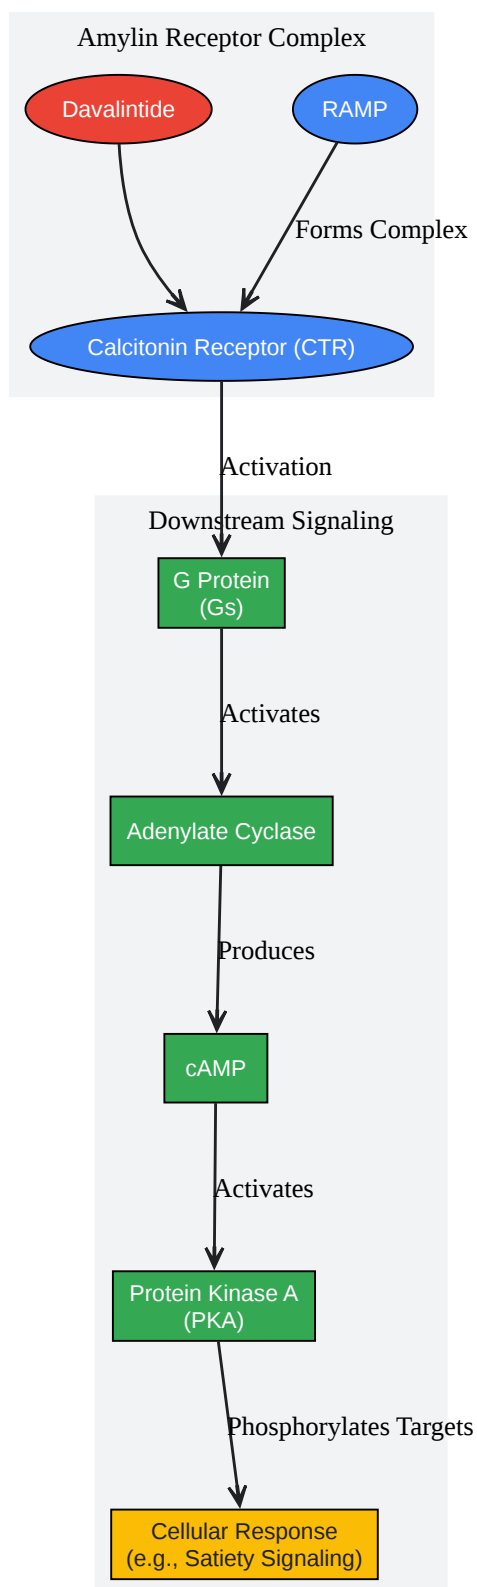 Amylin Receptor Complex
Davalintide
RAMP
Forms Complex
Calcitonin Receptor (CTR)
Activation
Downstream Signaling
G Protein
(Gs)
Activates
Adenylate Cyclase
Produces
cAMP
Activates
Protein Kinase A
(PKA)
Phosphorylates Targets
Cellular Response
(e.g., Satiety Signaling)